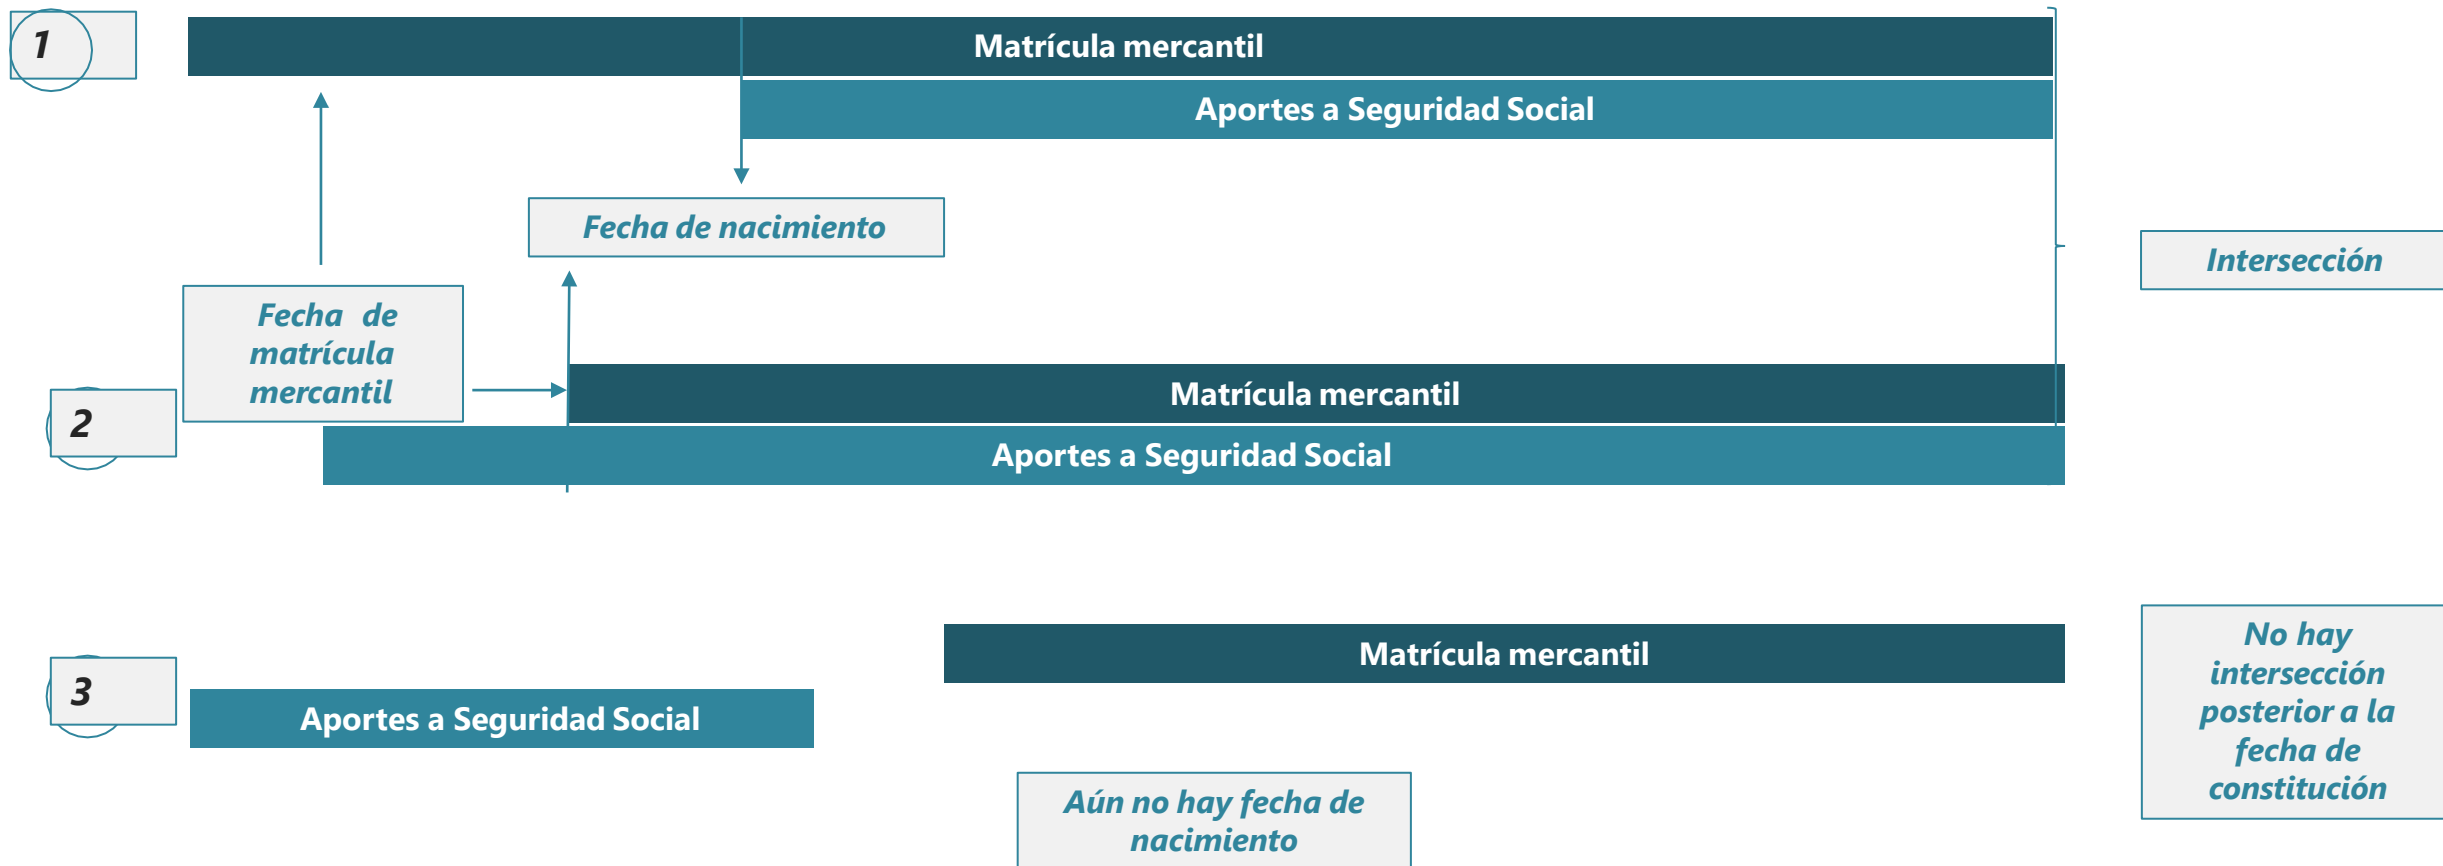 1
Matrícula mercantil
Aportes a Seguridad Social
Fecha de nacimiento
Intersección
Fecha de
matrícula
mercantil
2
Matrícula mercantil
Aportes a Seguridad Social
3
Matrícula mercantil
Aportes a Seguridad Social
No hay
intersección
posterior a la
fecha de
constitución
Aún no hay fecha de
nacimiento